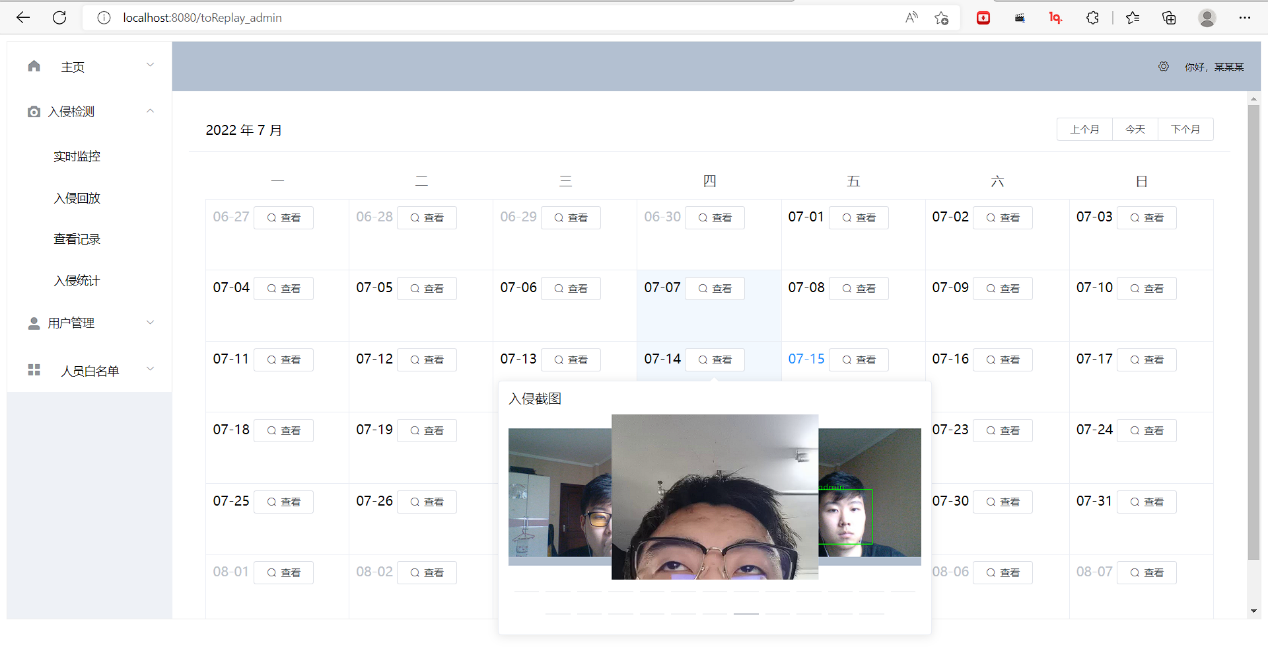 localhost:8080/toReplay_admin
主页
你好，某某某
入侵检测
实时监控
入侵回放
查看记录
入侵统计
用户管理
人员白名单
2022 年 7 月
上个月 今天 下个月
一 二 三 四 五 六 日
06-27 查看 06-28 查看 06-29 查看 06-30 查看 07-01 查看 07-02 查看 07-03 查看
07-04 查看 07-05 查看 07-06 查看 07-07 查看 07-08 查看 07-09 查看 07-10 查看
07-11 查看 07-12 查看 07-13 查看 07-14 查看 07-15 查看 07-16 查看 07-17 查看
入侵截图
07-18 查看 07-19 查看 07-23 查看 07-24 查看
07-25 查看 07-26 查看 07-30 查看 07-31 查看
08-01 查看 08-02 查看 08-06 查看 08-07 查看